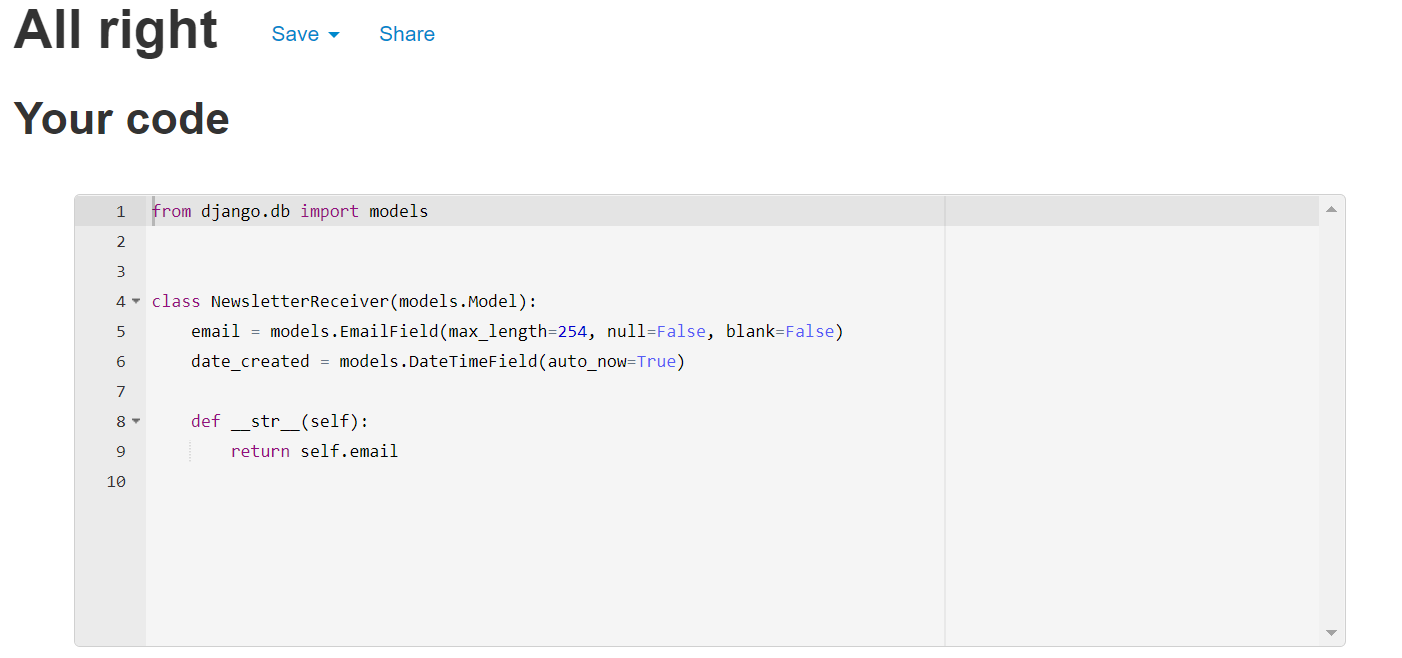 All right Save Share
Your code
1 from django.db import models
2
3
4 class NewsletterReceiver(models.Model):
5     email = models.EmailField(max_length=254, null=False, blank=False)
6     date_created = models.DateTimeField(auto_now=True)
7
8     def __str__(self):
9         return self.email
10